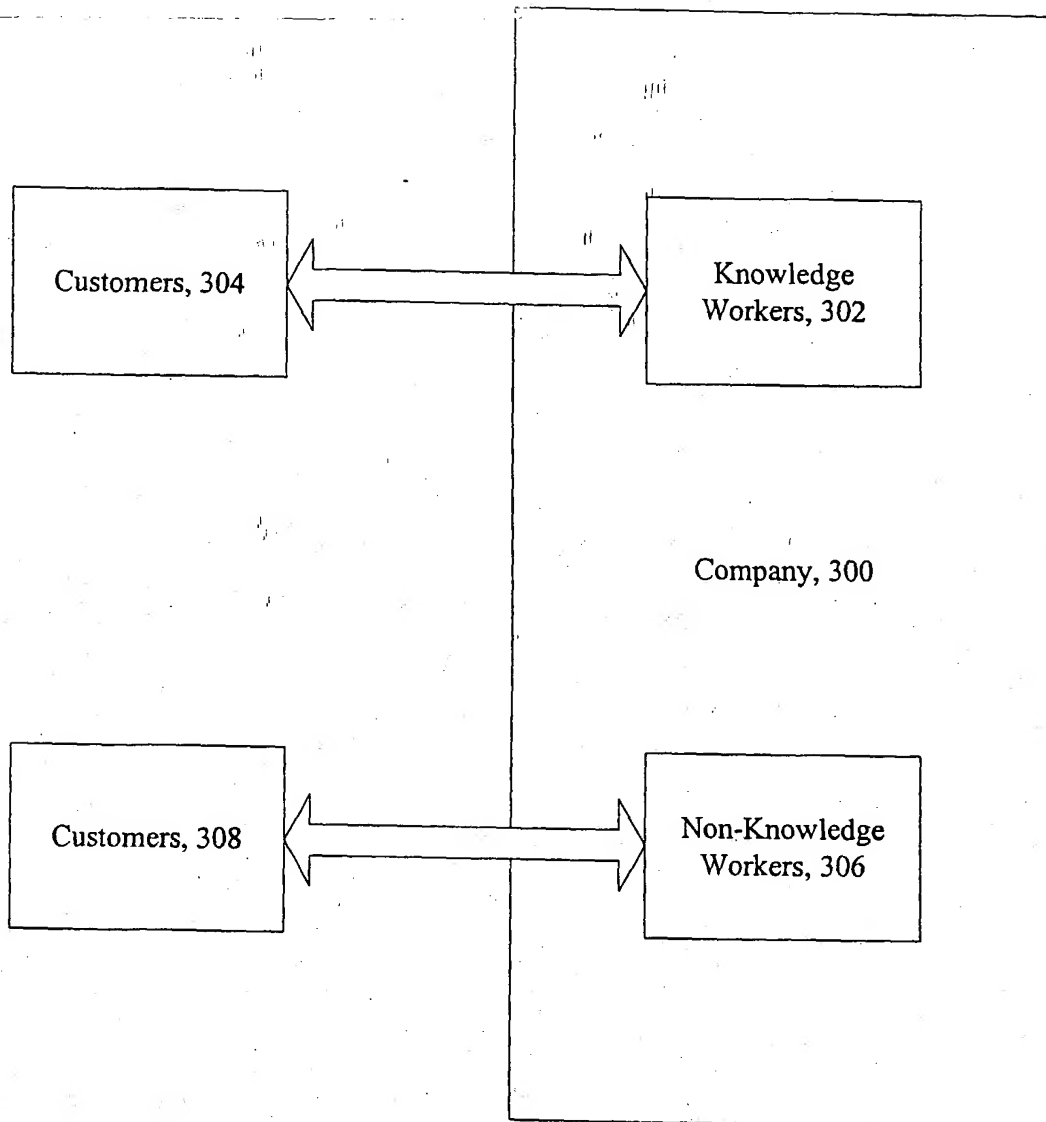 Customers, 304
Knowledge
Workers, 302
Company, 300
Customers, 308
Non-Knowledge
Workers, 306